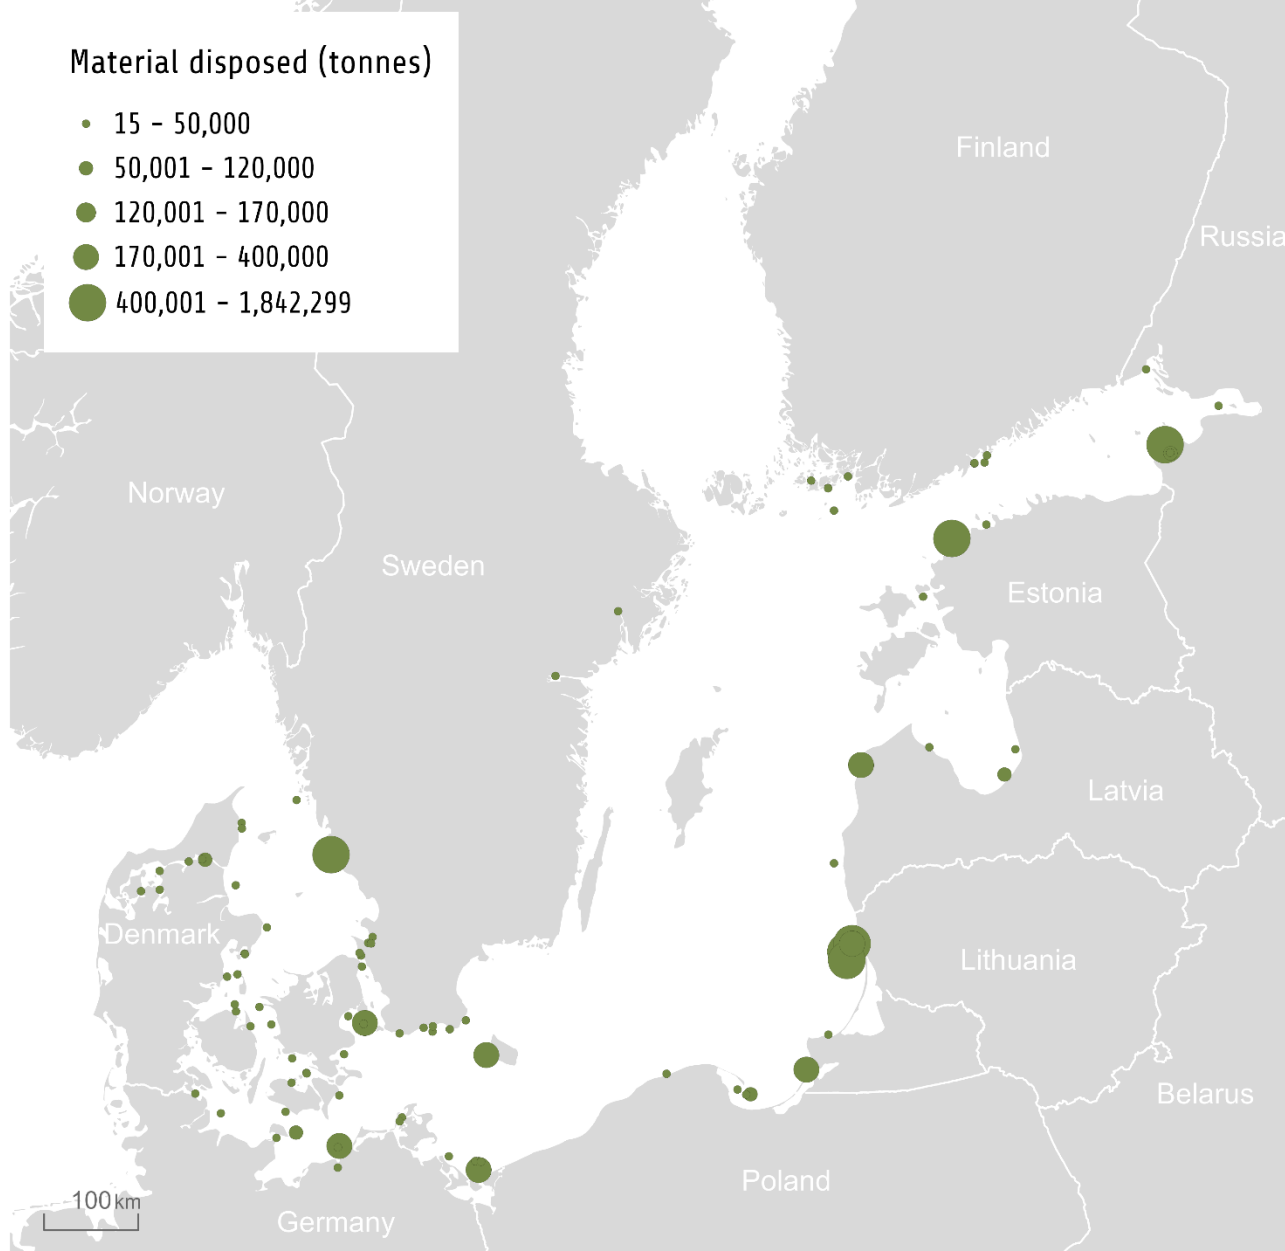 Material disposed (tonnes)
15 – 50,000
50,001 – 120,000
120,001 – 170,000
170,001 – 400,000
400,001 – 1,842,299
Finland
Russia
Norway
Sweden
Estonia
Latvia
Denmark
Lithuania
Belarus
Poland
100km
Germany